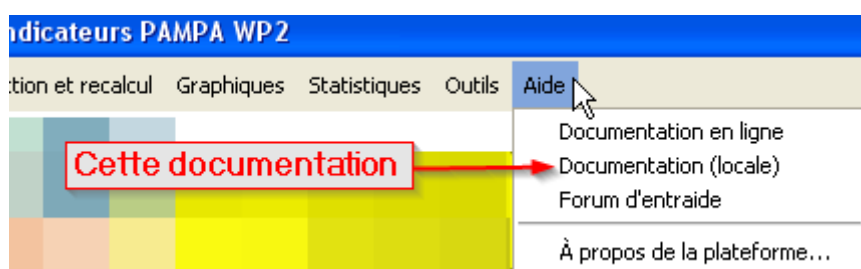 ndicateurs PAMPA WP2
tion et recalcul Graphiques Statistiques Outils Aide
Documentation en ligne
Cette documentation
Documentation (locale)
Forum d'entraide
À propos de la plateforme...